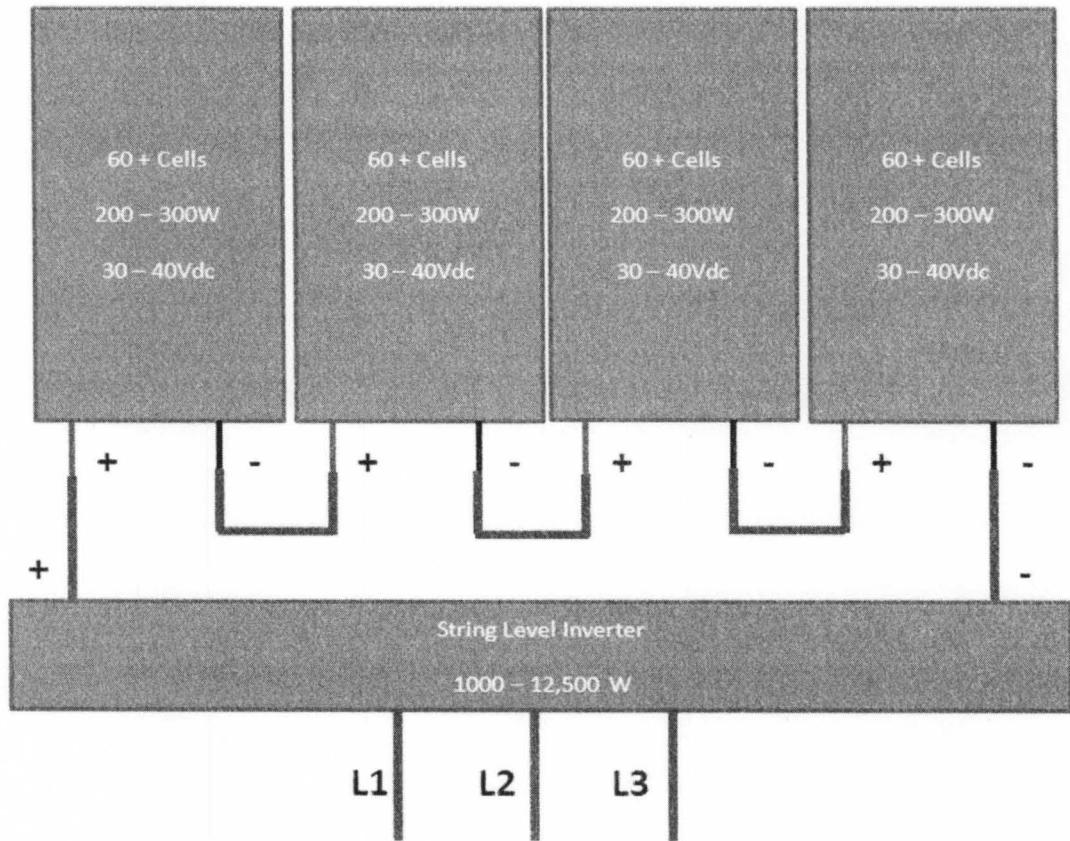 60 + Cells
200 – 300W
30 – 40Vdc
60 + Cells
200 – 300W
30 – 40Vdc
60 + Cells
200 – 300W
30 – 40Vdc
60 + Cells
200 – 300W
30 – 40Vdc
+ - + - + - + -
+ -
String Level Inverter
1000 – 12,500 W
L1 L2 L3